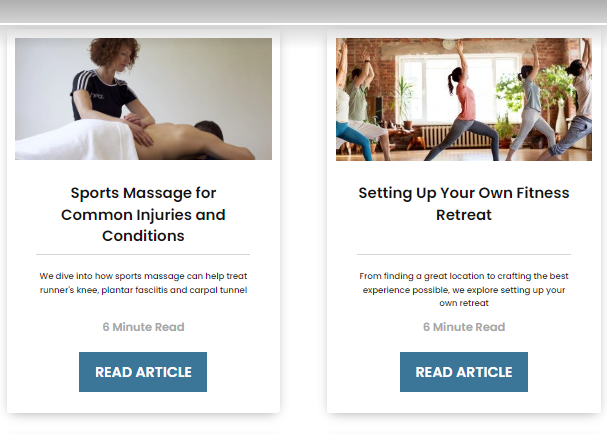 Sports Massage for
Common Injuries and
Conditions
We dive into how sports massage can help treat
runner's knee, plantar fasciitis and carpal tunnel
6 Minute Read
READ ARTICLE
Setting Up Your Own Fitness
Retreat
From finding a great location to crafting the best
experience possible, we explore setting up your
own retreat
6 Minute Read
READ ARTICLE